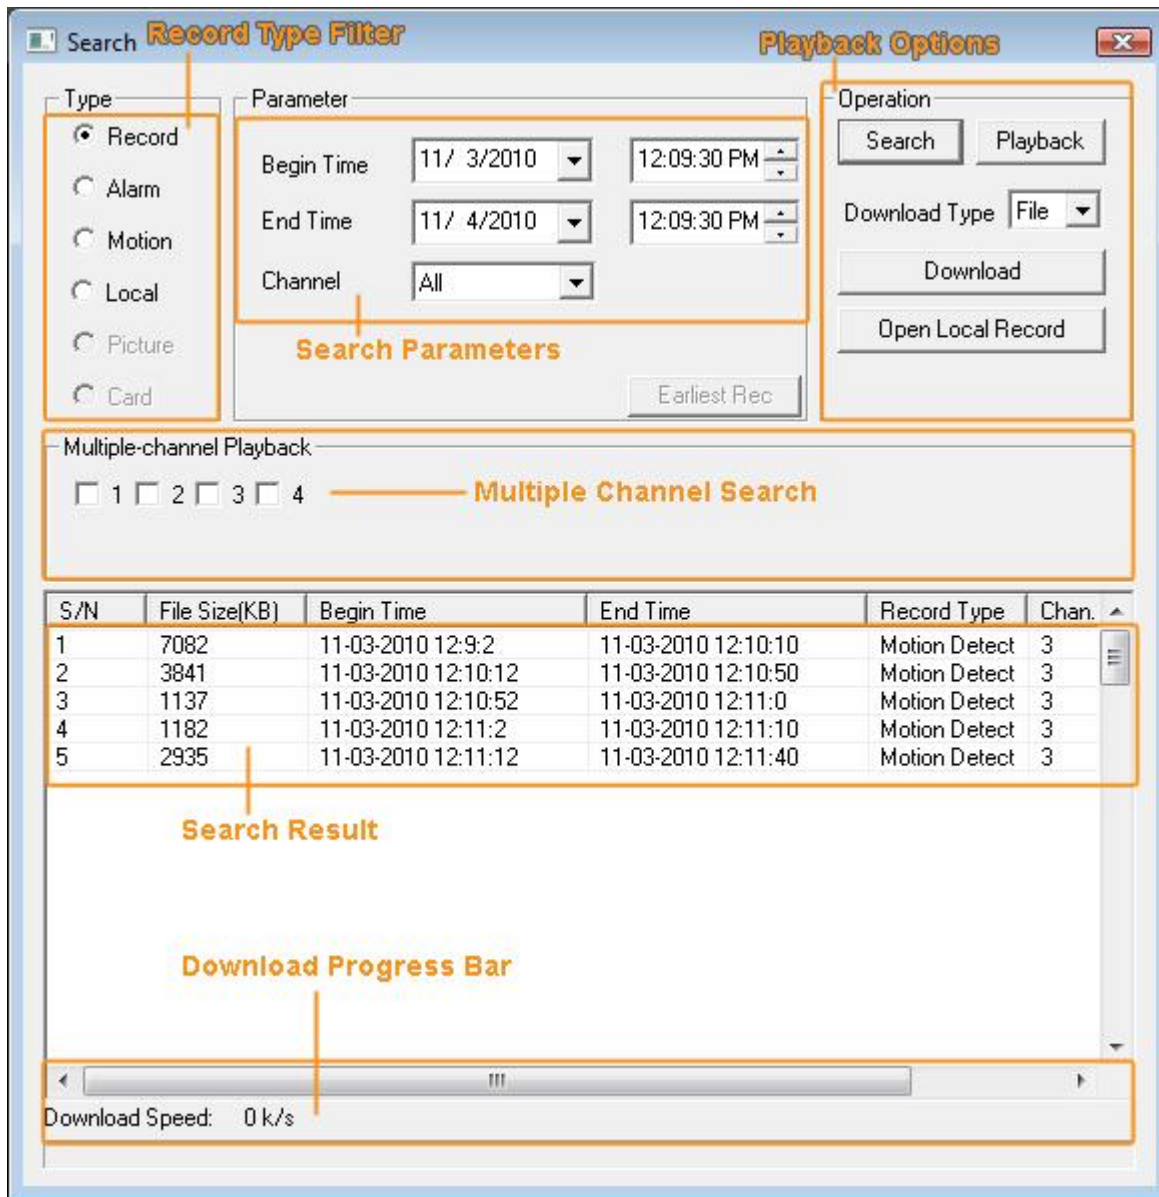 Search Record Type Filter Playback Options
Type
Record
Alarm
Motion
Local
Picture
Card
Parameter
Begin Time 11/ 3/2010 12:09:30 PM
End Time 11/ 4/2010 12:09:30 PM
Channel All
Search Parameters
Earliest Rec
Operation
Search Playback
Download Type File
Download
Open Local Record
Multiple-channel Playback
1 2 3 4 Multiple Channel Search
S/N File Size(KB) Begin Time End Time Record Type Chan.
1 7082 11-03-2010 12:9:2 11-03-2010 12:10:10 Motion Detect 3
2 3841 11-03-2010 12:10:12 11-03-2010 12:10:50 Motion Detect 3
3 1137 11-03-2010 12:10:52 11-03-2010 12:11:0 Motion Detect 3
4 1182 11-03-2010 12:11:2 11-03-2010 12:11:10 Motion Detect 3
5 2935 11-03-2010 12:11:12 11-03-2010 12:11:40 Motion Detect 3
Search Result
Download Progress Bar
Download Speed: 0 k/s